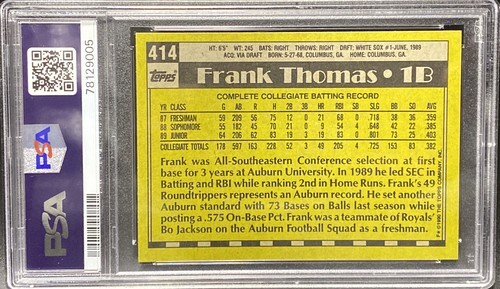 78129005
PSA
PSA
414
HT: 6'5" WT: 245 BATS: RIGHT THROWS: RIGHT DRFT: WHITE SOX #1-JUNE, 1989
ACQ: VIA DRAFT BORN: 5-27-68, COLUMBUS, GA. HOME: COLUMBUS, GA.
Topps
Frank Thomas • 1B
COMPLETE COLLEGIATE BATTING RECORD
YR CLASS G AB R H 2B 3B HR RBI SB SLG BB SO AVG
87 FRESHMAN 59 209 56 75 12 0 21 68 0 .718 38 36 .359
88 SOPHOMORE 55 182 45 70 21 0 9 54 4 .648 42 22 .385
89 JUNIOR 64 206 62 83 19 3 19 83 0 .801 73 25 .403
COLLEGIATE TOTALS 178 597 163 228 52 3 49 205 4 .725 153 83 .382
Frank was All-Southeastern Conference selection at first
base for 3 years at Auburn University. In 1989 he led SEC in
Batting and RBI while ranking 2nd in Home Runs. Frank's 49
Roundtrippers represents an Auburn Record. He set another
Auburn standard with 73 Bases on Balls last season while
posting a .575 On-Base Pct. Frank was a teammate of Royals'
Bo Jackson on the Auburn Football Squad as a freshman.